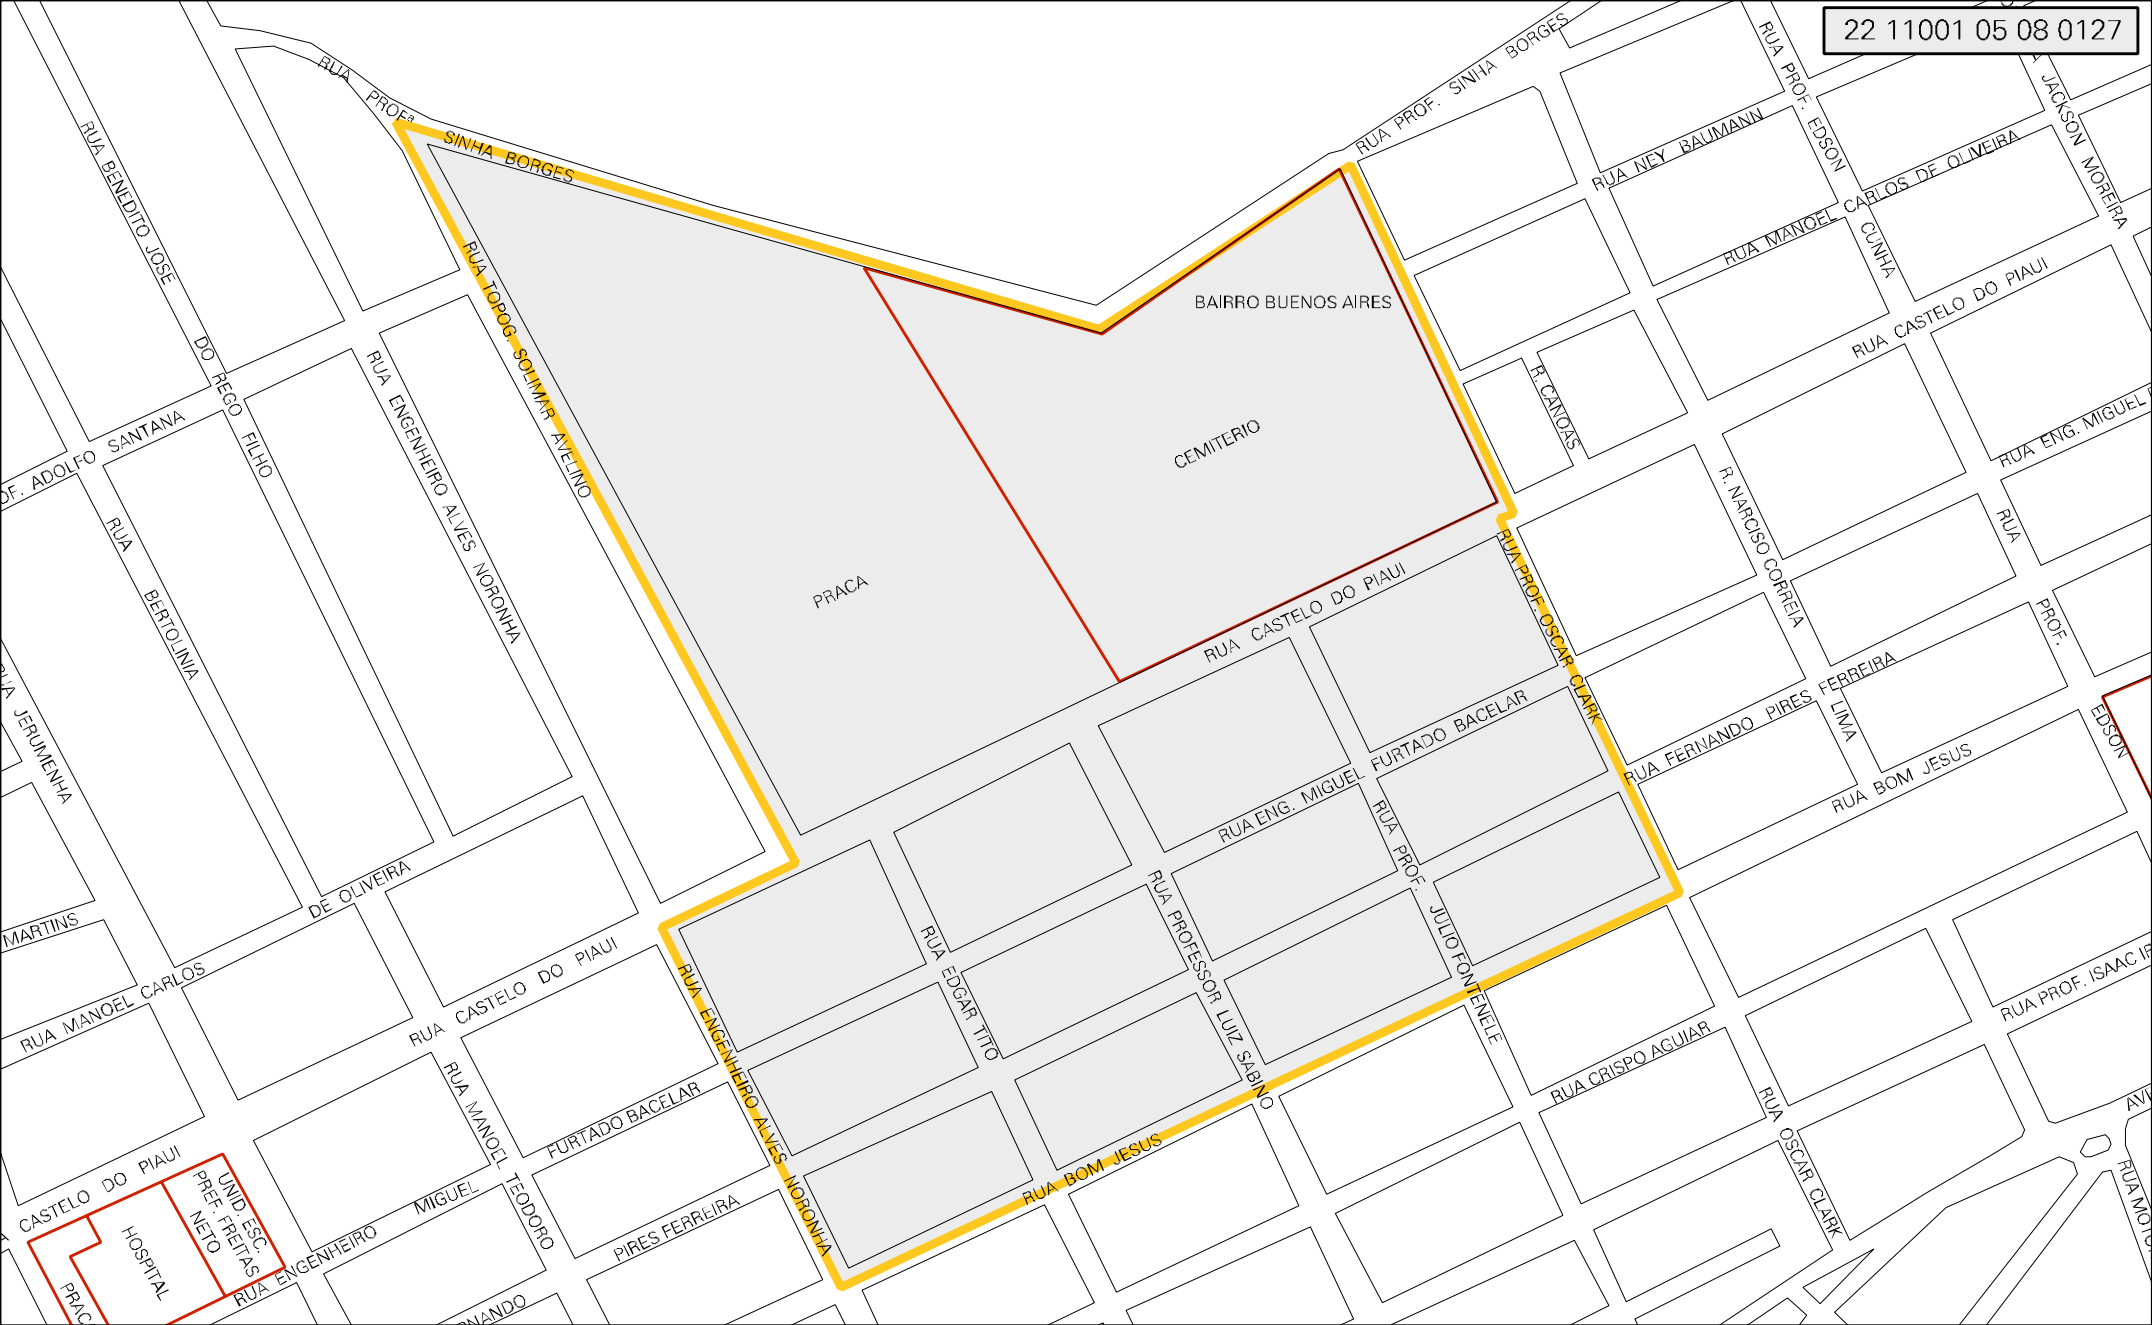 22 11001 05 08 0127
RUA PROFª SINHA BORGES
RUA PROF. SINHA BORGES
RUA PROF. EDSON CUNHA
JACKSON MOREIRA
RUA NEY BAUMANN
RUA MANOEL CARLOS DE OLIVEIRA
RUA BENEDITO JOSE DO REGO FILHO
RUA TOPOG. SOLIMAR AVELINO
BAIRRO BUENOS AIRES
RUA CASTELO DO PIAUI
RUA ENGENHEIRO ALVES NORONHA
R. CANOAS
OF. ADOLFO SANTANA
CEMITERIO
RUA ENG. MIGUEL
R. NARCISO CORREIA LIMA
RUA PROF. EDSON
RUA BERTOLINIA
PRACA
RUA CASTELO DO PIAUI
RUA PROF. OSCAR CLARK
RUA JERUMENHA
RUA ENG. MIGUEL FURTADO BACELAR
RUA FERNANDO PIRES FERREIRA
RUA BOM JESUS
RUA PROF. JULIO FONTENELE
RUA PROFESSOR LUIZ SABINO
RUA EDGAR TITO
MARTINS
RUA MANOEL CARLOS DE OLIVEIRA
RUA CASTELO DO PIAUI
RUA ENGENHEIRO ALVES NORONHA
RUA PROF. ISAAC
RUA CRISPO AGUIAR
RUA OSCAR CLARK
RUA MANOEL TEODORO
FURTADO BACELAR
RUA BOM JESUS
CASTELO DO PIAUI
UNID. ESC.
PREF. FREITAS
NETO
HOSPITAL
PRACA
RUA ENGENHEIRO MIGUEL
PIRES FERREIRA
RNANDO
AVE
RUA MOTO